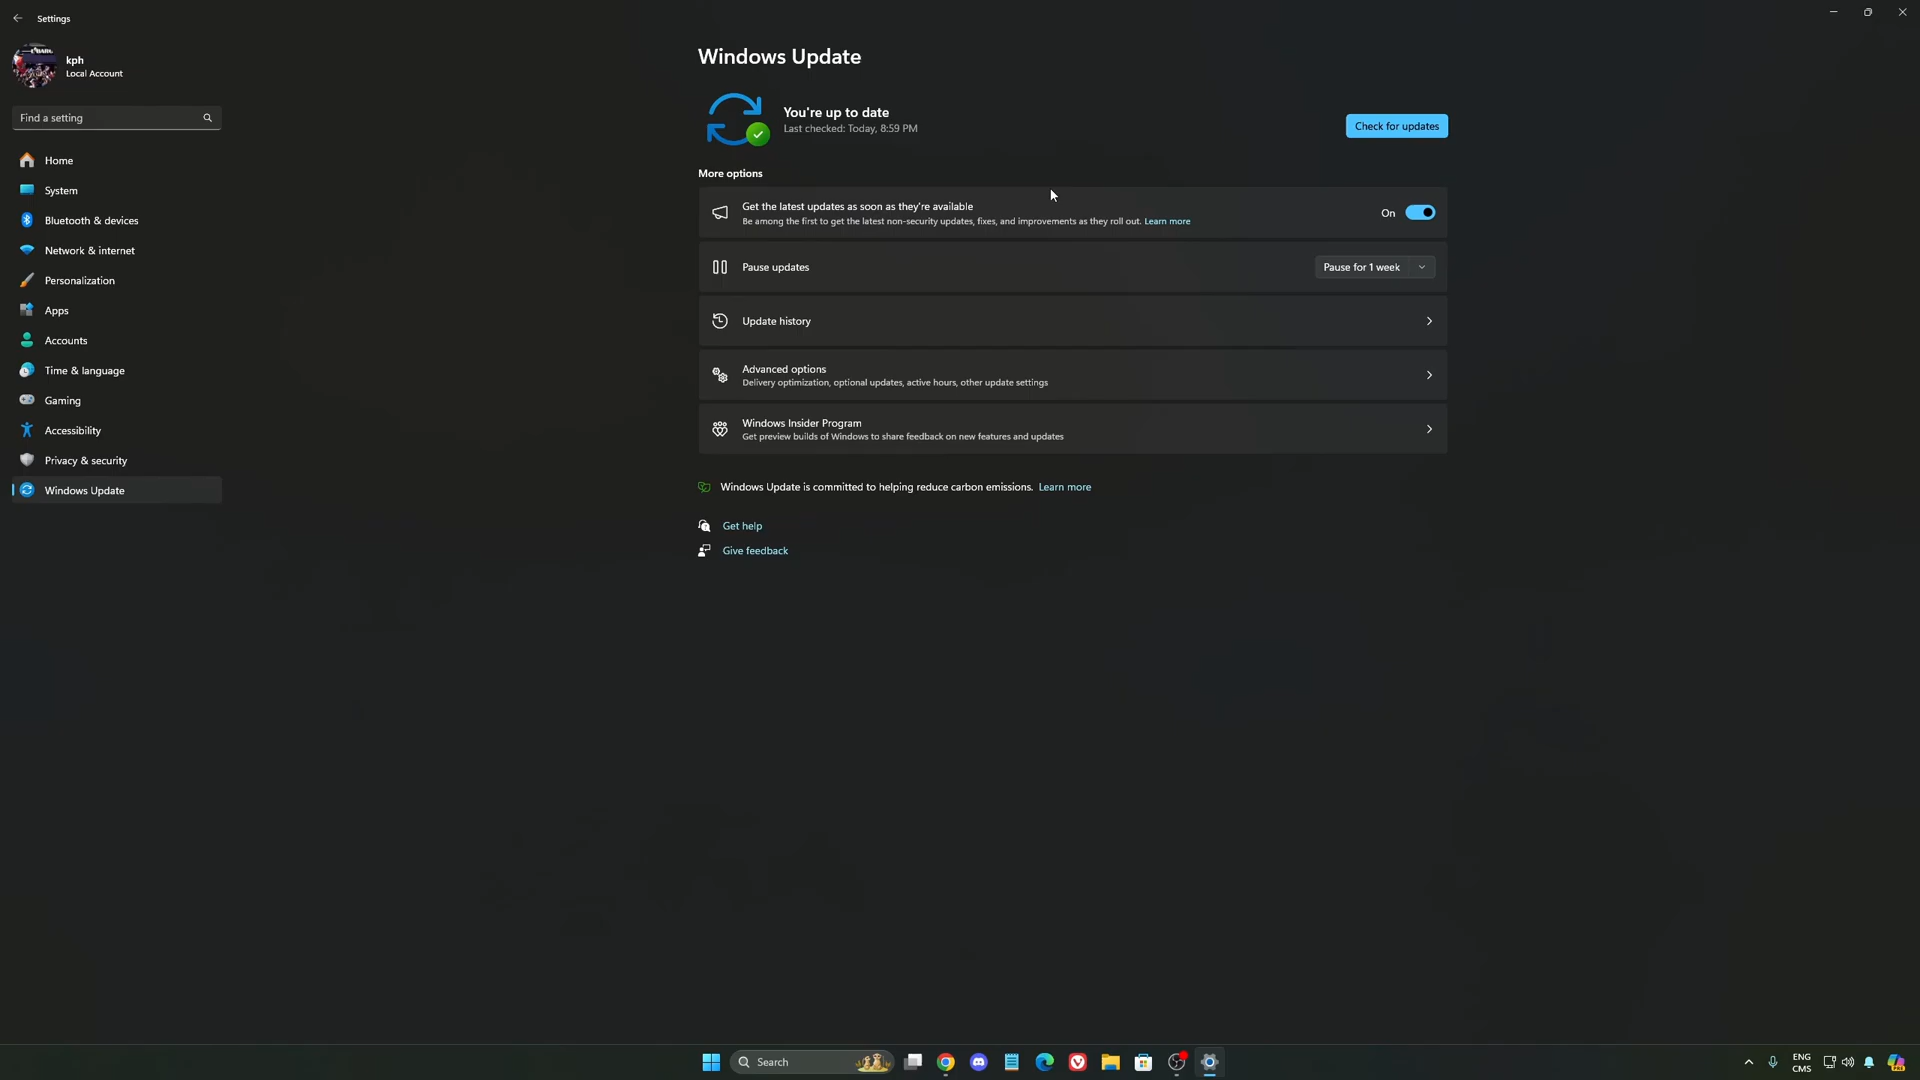 Settings
kph
Local Account
Find a setting
Home
System
Bluetooth & devices
Network & internet
Personalization
Apps
Accounts
Time & language
Gaming
Accessibility
Privacy & security
Windows Update
Windows Update
You're up to date
Last checked: Today, 8:59 PM
Check for updates
More options
Get the latest updates as soon as they're available
Be among the first to get the latest non-security updates, fixes, and improvements as they roll out. Learn more
On
Pause updates
Pause for 1 week
Update history
Advanced options
Delivery optimization, optional updates, active hours, other update settings
Windows Insider Program
Get preview builds of Windows to share feedback on new features and updates
Windows Update is committed to helping reduce carbon emissions. Learn more
Get help
Give feedback
Search
ENG
CMS